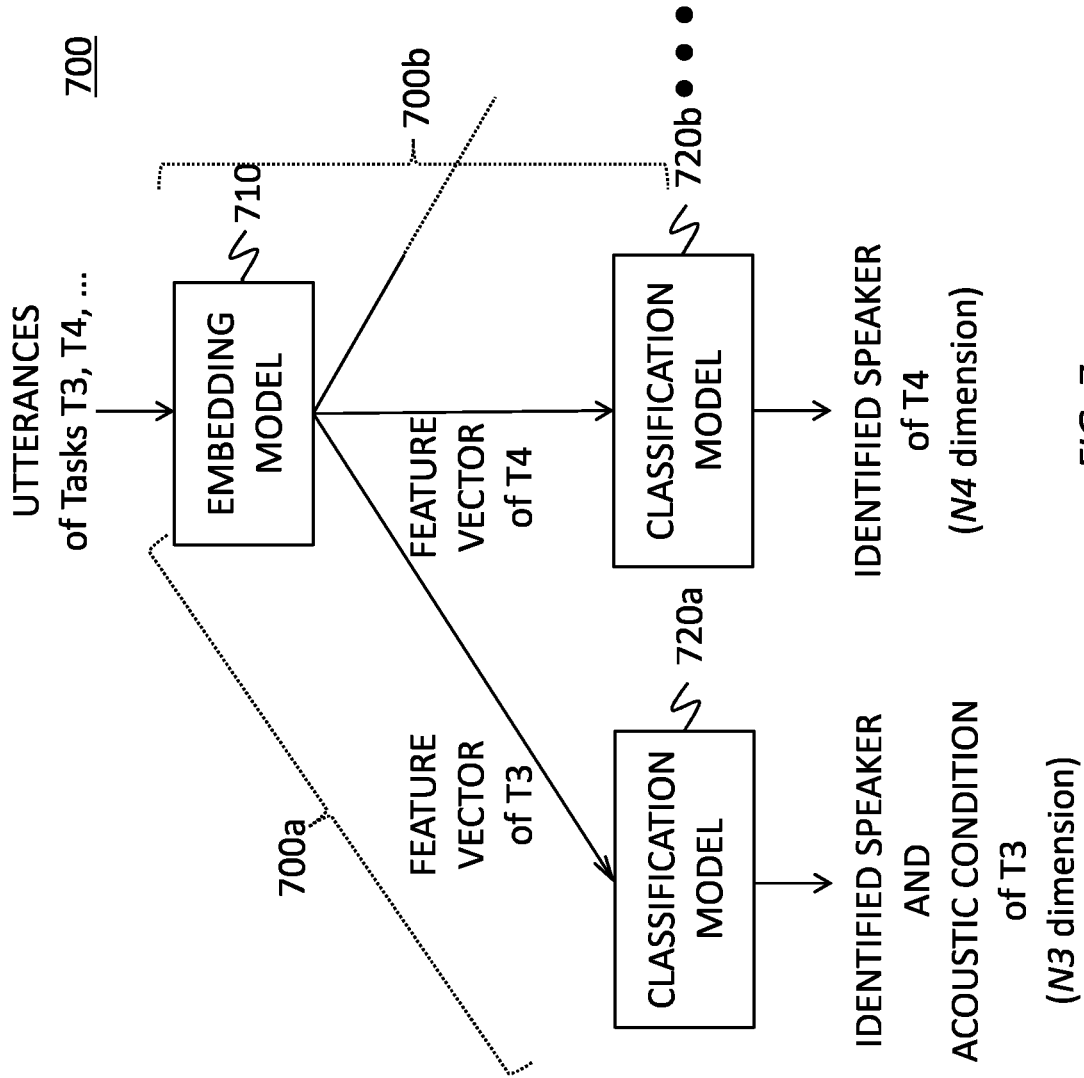 700
UTTERANCES
of Tasks T3, T4, ...
EMBEDDING
MODEL
710
700a
700b
FEATURE
VECTOR
of T3
FEATURE
VECTOR
of T4
CLASSIFICATION
MODEL
720a
CLASSIFICATION
MODEL
720b
IDENTIFIED SPEAKER
AND
ACOUSTIC CONDITION
of T3
(N3 dimension)
IDENTIFIED SPEAKER
of T4
(N4 dimension)
FIG. 7